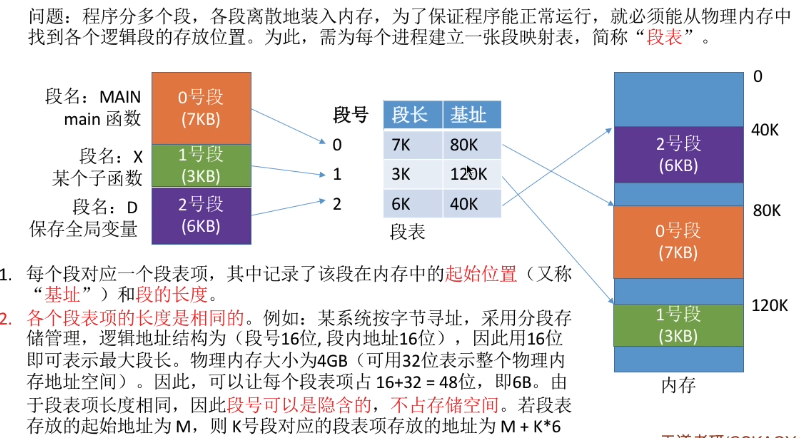 问题：程序分多个段，各段离散地装入内存，为了保证程序能正常运行，就必须能从物理内存中
找到各个逻辑段的存放位置。为此，需为每个进程建立一张段映射表，简称“段表”。
段名：MAIN
main 函数
0号段
(7KB)
段名：X
某个子函数
1号段
(3KB)
段名：D
保存全局变量
2号段
(6KB)
段号 段长 基址
0 7K 80K
1 3K 120K
2 6K 40K
段表
0
40K
2号段
(6KB)
80K
0号段
(7KB)
120K
1号段
(3KB)
内存
1. 每个段对应一个段表项，其中记录了该段在内存中的起始位置（又称
“基址”）和段的长度。
2. 各个段表项的长度是相同的。例如：某系统按字节寻址，采用分段存
储管理，逻辑地址结构为（段号16位, 段内地址16位），因此用16位
即可表示最大段长。物理内存大小为4GB（可用32位表示整个物理内
存地址空间）。因此，可以让每个段表项占 16+32 = 48位，即6B。由
于段表项长度相同，因此段号可以是隐含的，不占存储空间。若段表
存放的起始地址为 M，则 K号段对应的段表项存放的地址为 M + K*6